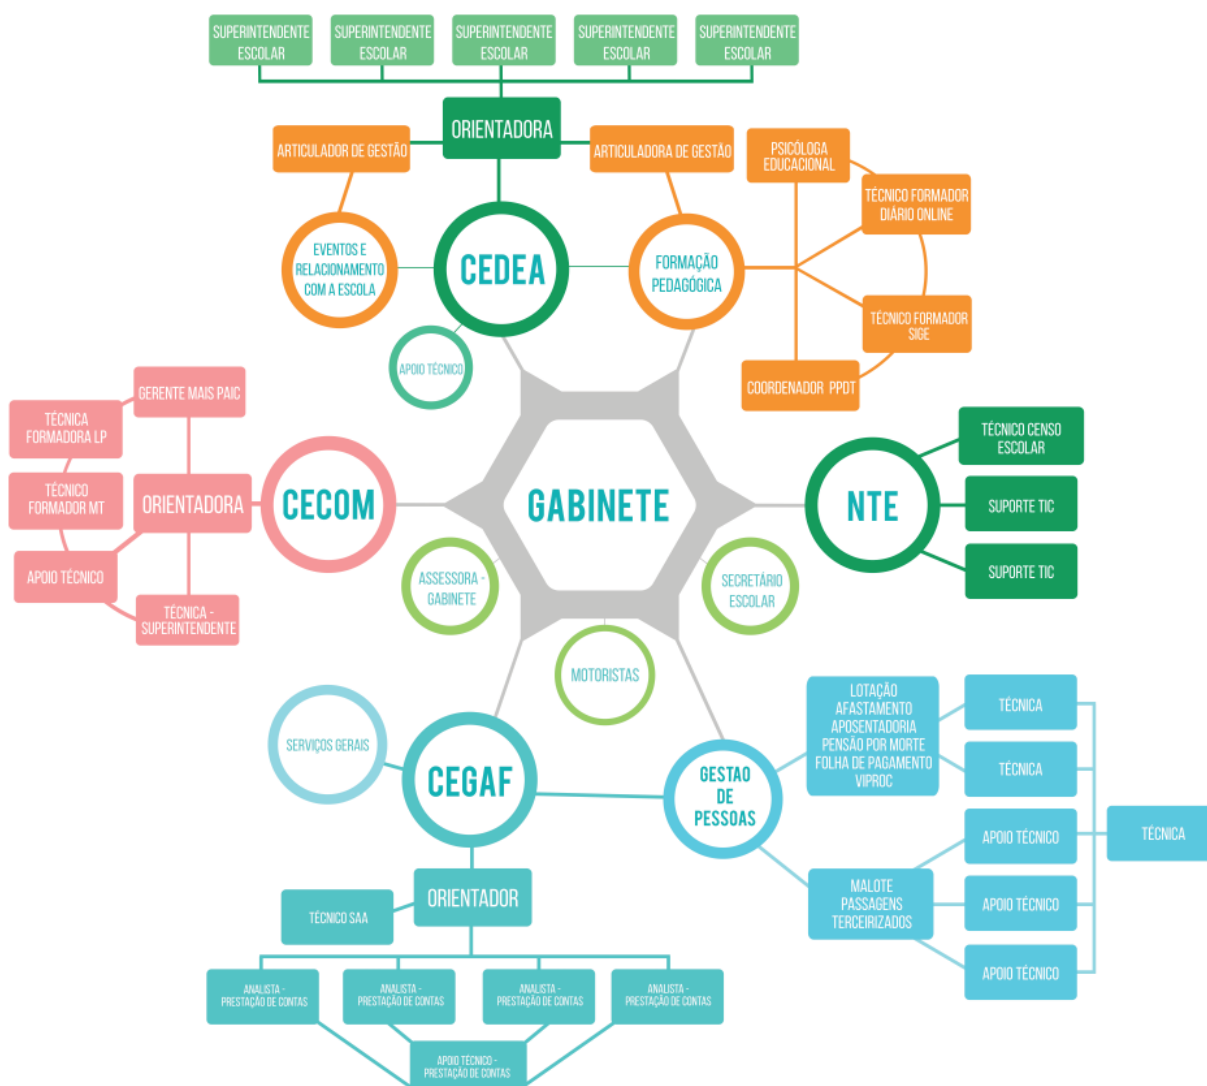 SUPERINTENDENTE
ESCOLAR
SUPERINTENDENTE
ESCOLAR
SUPERINTENDENTE
ESCOLAR
SUPERINTENDENTE
ESCOLAR
SUPERINTENDENTE
ESCOLAR
ORIENTADORA
ARTICULADOR DE GESTÃO
ARTICULADORA DE GESTÃO
PSICÓLOGA
EDUCACIONAL
TÉCNICO FORMADOR
DIÁRIO ONLINE
EVENTOS E
RELACIONAMENTO
COM A ESCOLA
CEDEA
FORMAÇÃO
PEDAGÓGICA
TÉCNICO FORMADOR
SIGE
APOIO TÉCNICO
COORDENADOR PPDT
GERENTE MAIS PAIC
TÉCNICA
FORMADORA LP
TÉCNICO
FORMADOR MT
ORIENTADORA
CECOM
APOIO TÉCNICO
TÉCNICA -
SUPERINTENDENTE
GABINETE
NTE
TÉCNICO CENSO
ESCOLAR
SUPORTE TIC
SUPORTE TIC
ASSESSORA -
GABINETE
SECRETÁRIO
ESCOLAR
MOTORISTAS
SERVIÇOS GERAIS
CEGAF
GESTAO
DE
PESSOAS
LOTAÇÃO
AFASTAMENTO
APOSENTADORIA
PENSÃO POR MORTE
FOLHA DE PAGAMENTO
VIPROC
TÉCNICA
TÉCNICA
APOIO TÉCNICO
TÉCNICA
MALOTE
PASSAGENS
TERCEIRIZADOS
APOIO TÉCNICO
APOIO TÉCNICO
ORIENTADOR
TÉCNICO SAA
ANALISTA -
PRESTAÇÃO DE CONTAS
ANALISTA -
PRESTAÇÃO DE CONTAS
ANALISTA -
PRESTAÇÃO DE CONTAS
ANALISTA -
PRESTAÇÃO DE CONTAS
APOIO TÉCNICO -
PRESTAÇÃO DE CONTAS